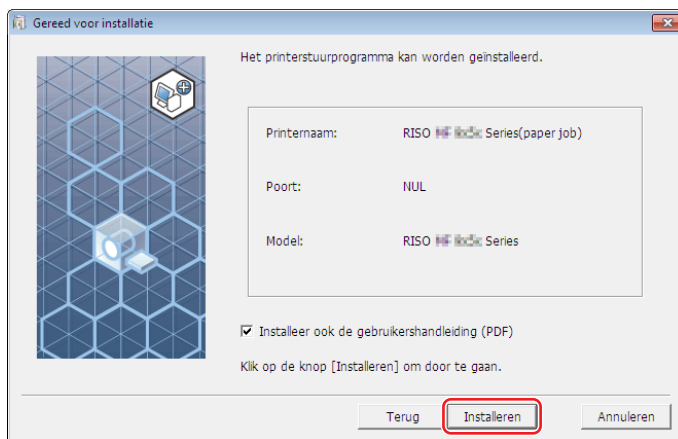 Gereed voor installatie
Het printerstuurprogramma kan worden geïnstalleerd.
Printernaam: RISO Series(paper job)
Poort: NUL
Model: RISO Series
Installeer ook de gebruikershandleiding (PDF)
Klik op de knop [Installeren] om door te gaan.
Terug Installeren Annuleren